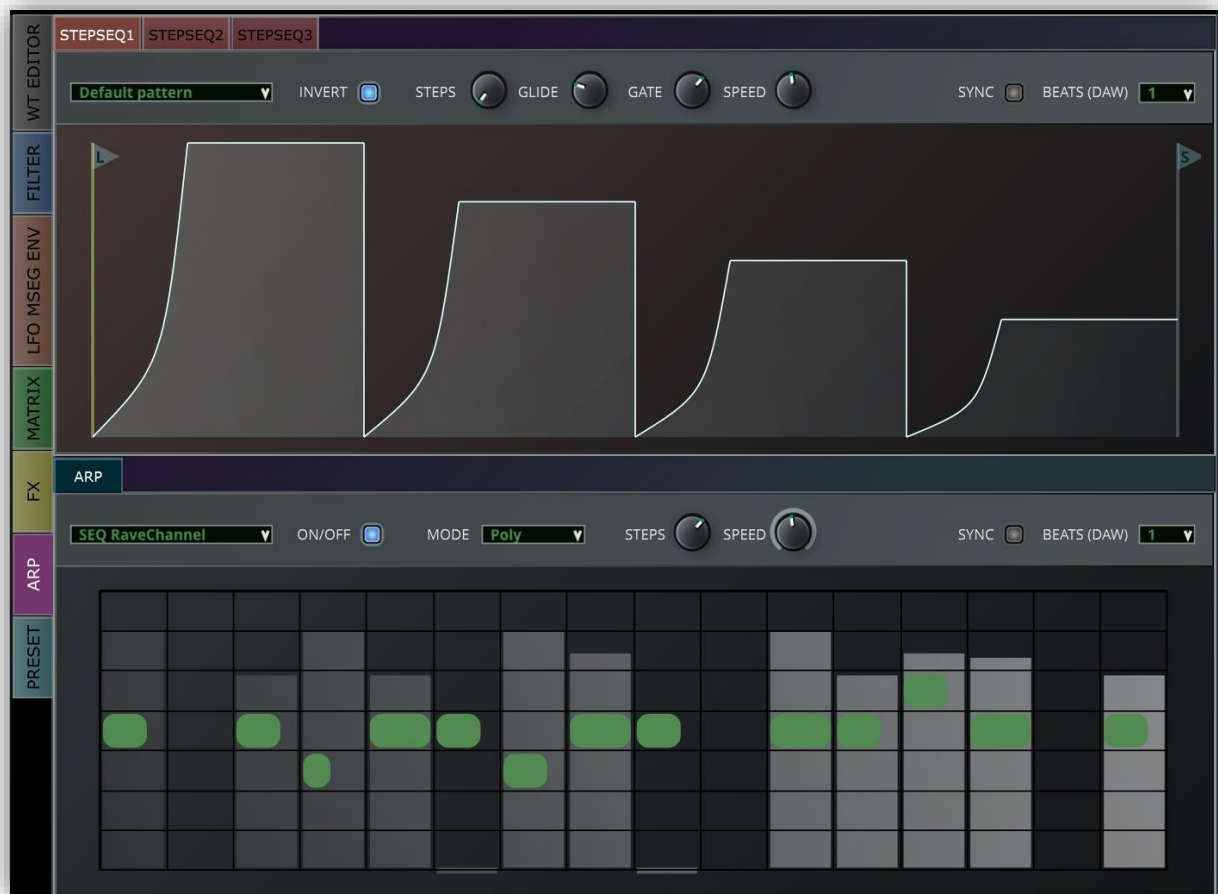 WT EDITOR
FILTER
LFO MSEG ENV
MATRIX
FX
ARP
PRESET
STEPSEQ1 STEPSEQ2 STEPSEQ3
Default pattern INVERT STEPS GLIDE GATE SPEED SYNC BEATS (DAW) 1
L S
ARP
SEQ RaveChannel ON/OFF MODE Poly STEPS SPEED SYNC BEATS (DAW) 1